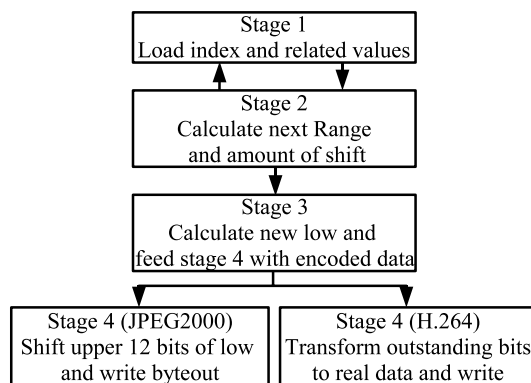 Stage 1
Load index and related values
Stage 2
Calculate next Range
and amount of shift
Stage 3
Calculate new low and
feed stage 4 with encoded data
Stage 4 (JPEG2000)
Shift upper 12 bits of low
and write byteout
Stage 4 (H.264)
Transform outstanding bits
to real data and write